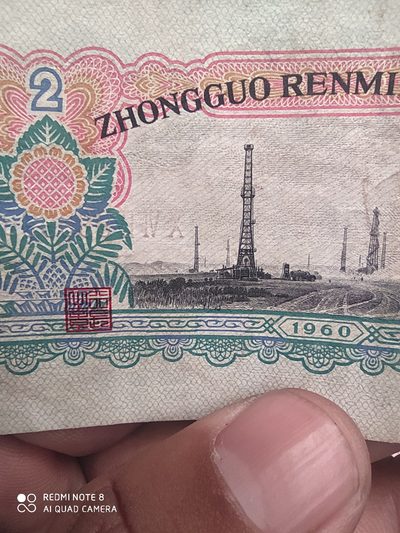 2
ZHONGGUO RENMI
1960
REDMI NOTE 8
AI QUAD CAMERA